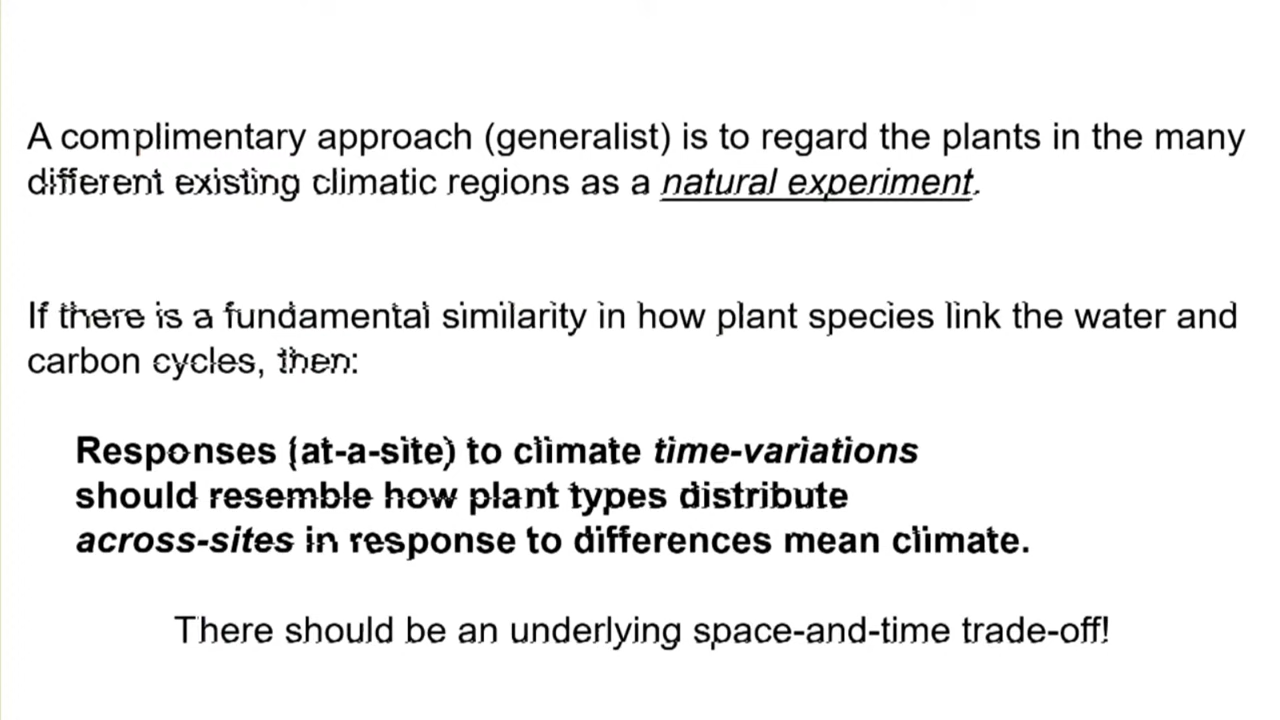 A complimentary approach (generalist) is to regard the plants in the many
different existing climatic regions as a natural experiment.
If there is a fundamental similarity in how plant species link the water and
carbon cycles, then:
Responses (at-a-site) to climate time-variations
should resemble how plant types distribute
across-sites in response to differences mean climate.
There should be an underlying space-and-time trade-off!